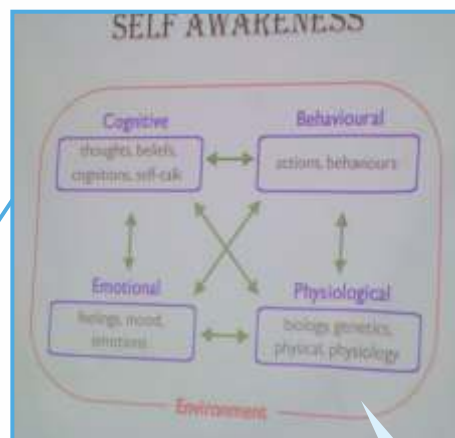 SELF AWARENESS
Cognitive
thoughts, beliefs,
cognitions, self-talk
Behavioural
actions, behaviours
Emotional
feelings, mood,
emotions
Physiological
biology, genetics,
physical, physiology
Environment